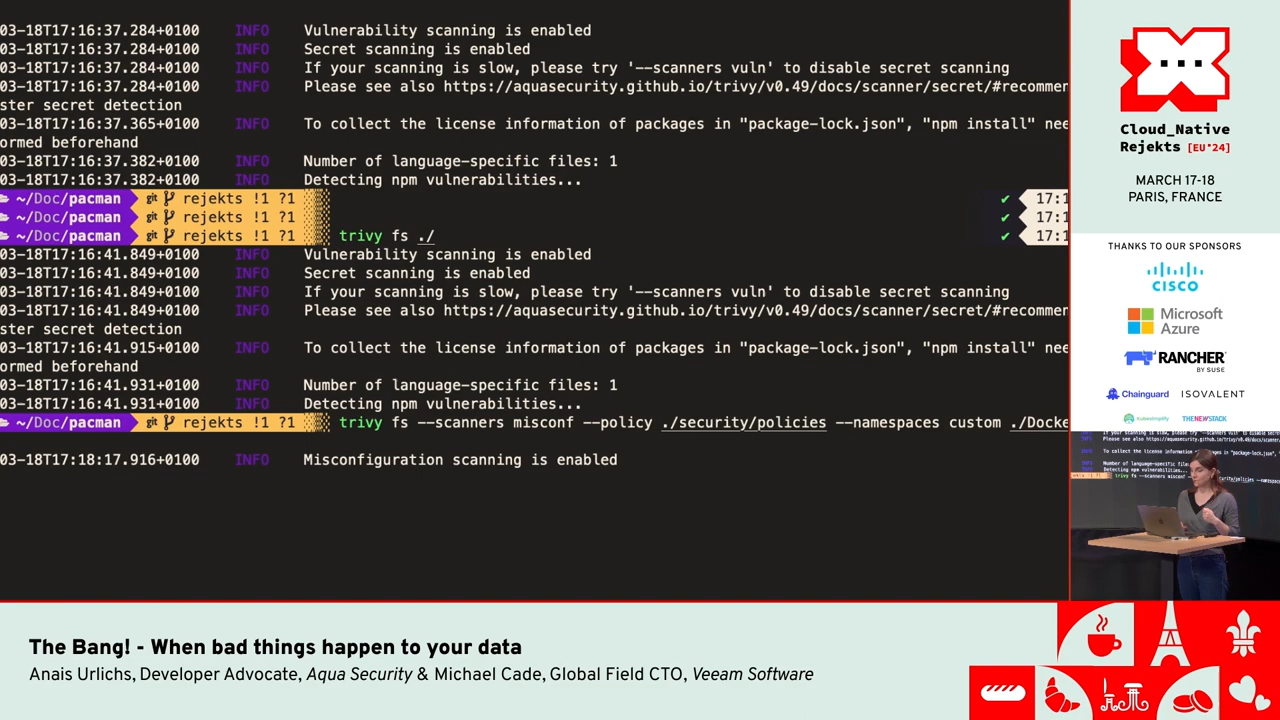 03-18T17:16:37.284+0100 INFO Vulnerability scanning is enabled
03-18T17:16:37.284+0100 INFO Secret scanning is enabled
03-18T17:16:37.284+0100 INFO If your scanning is slow, please try '--scanners vuln' to disable secret scanning
03-18T17:16:37.284+0100 INFO Please see also https://aquasecurity.github.io/trivy/v0.49/docs/scanner/secret/#recommen
ster secret detection
03-18T17:16:37.365+0100 INFO To collect the license information of packages in "package-lock.json", "npm install" nee
ormed beforehand
03-18T17:16:37.382+0100 INFO Number of language-specific files: 1
03-18T17:16:37.382+0100 INFO Detecting npm vulnerabilities...
~/Doc/pacman git rejekts !1 ?1 ✔ 17:1
~/Doc/pacman git rejekts !1 ?1 ✔ 17:1
~/Doc/pacman git rejekts !1 ?1 trivy fs ./ ✔ 17:1
03-18T17:16:41.849+0100 INFO Vulnerability scanning is enabled
03-18T17:16:41.849+0100 INFO Secret scanning is enabled
03-18T17:16:41.849+0100 INFO If your scanning is slow, please try '--scanners vuln' to disable secret scanning
03-18T17:16:41.849+0100 INFO Please see also https://aquasecurity.github.io/trivy/v0.49/docs/scanner/secret/#recommen
ster secret detection
03-18T17:16:41.915+0100 INFO To collect the license information of packages in "package-lock.json", "npm install" nee
ormed beforehand
03-18T17:16:41.931+0100 INFO Number of language-specific files: 1
03-18T17:16:41.931+0100 INFO Detecting npm vulnerabilities...
~/Doc/pacman git rejekts !1 ?1 trivy fs --scanners misconf --policy ./security/policies --namespaces custom ./Docke
03-18T17:18:17.916+0100 INFO Misconfiguration scanning is enabled
Cloud_Native
Rejekts [EU'24]
MARCH 17-18
PARIS, FRANCE
THANKS TO OUR SPONSORS
CISCO
Microsoft
Azure
RANCHER
BY SUSE
Chainguard ISOVALENT
kubesimplify THENEWSTACK
The Bang! - When bad things happen to your data
Anais Urlichs, Developer Advocate, Aqua Security & Michael Cade, Global Field CTO, Veeam Software